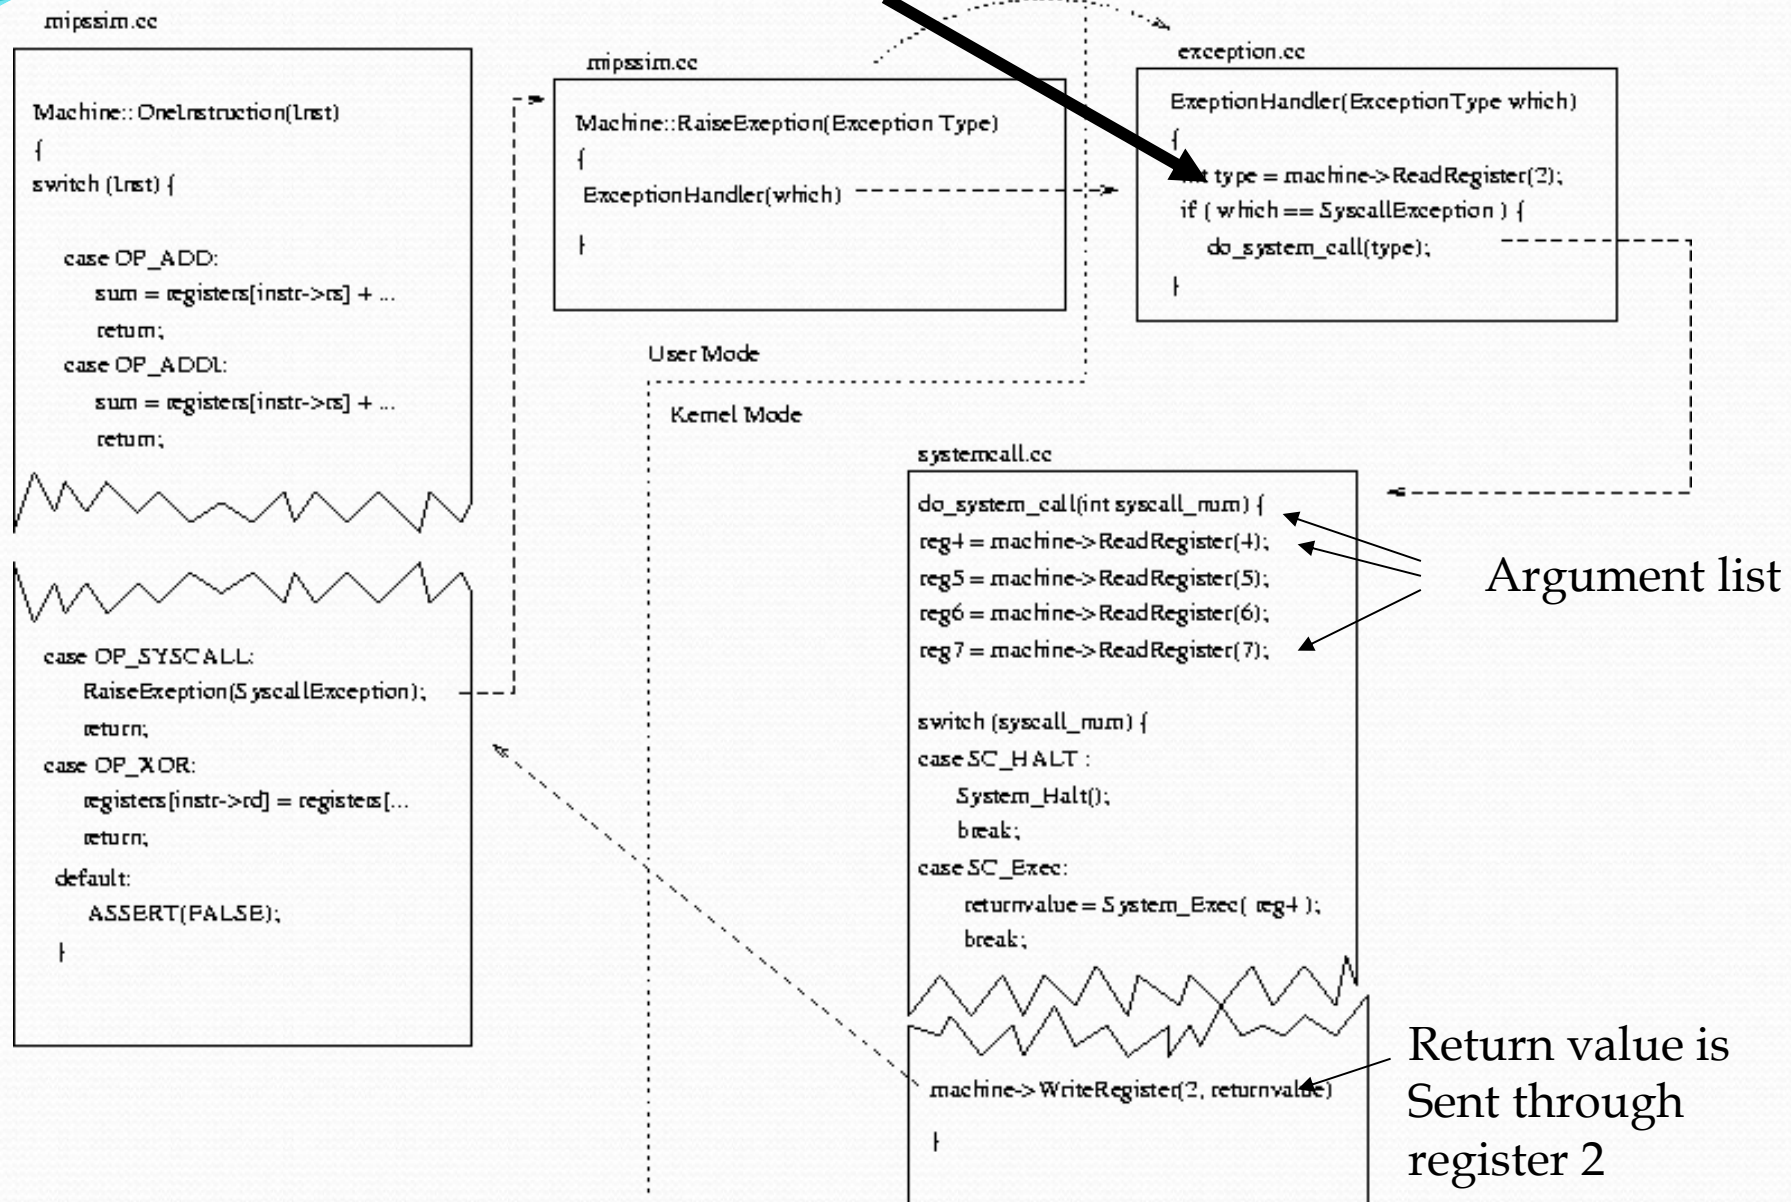 mipssim.cc
Machine::OneInstruction(Inst)
{
switch (Inst) {
case OP_ADD:
sum = registers[instr->rs] + ...
return;
case OP_ADDI:
sum = registers[instr->rs] + ...
return;
case OP_SYSCALL:
RaiseExeption(SyscallException);
return;
case OP_XOR:
registers[instr->rd] = registers[...
return;
default:
ASSERT(FALSE);
}
mipssim.cc
Machine::RaiseExeption(Exception Type)
{
ExceptionHandler(which)
}
exception.cc
ExeptionHandler(ExceptionType which)
{
type = machine->ReadRegister(2);
if ( which == SyscallException ) {
do_system_call(type);
}
User Mode
Kernel Mode
systemcall.cc
do_system_call(int syscall_num) {
reg4 = machine->ReadRegister(4);
reg5 = machine->ReadRegister(5);
reg6 = machine->ReadRegister(6);
reg7 = machine->ReadRegister(7);
switch (syscall_num) {
case SC_HALT :
System_Halt();
break;
case SC_Exec:
returnvalue = System_Exec( reg4 );
break;
machine->WriteRegister(2, returnvalue)
}
Argument list
Return value is
Sent through
register 2